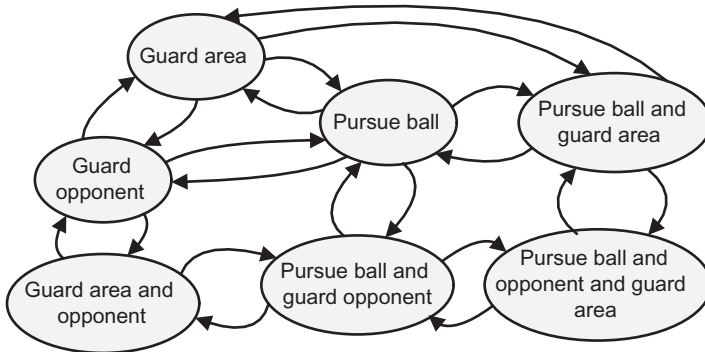 Guard area
Pursue ball
Pursue ball and
guard area
Guard
opponent
Guard area and
opponent
Pursue ball and
guard opponent
Pursue ball and
opponent and guard
area